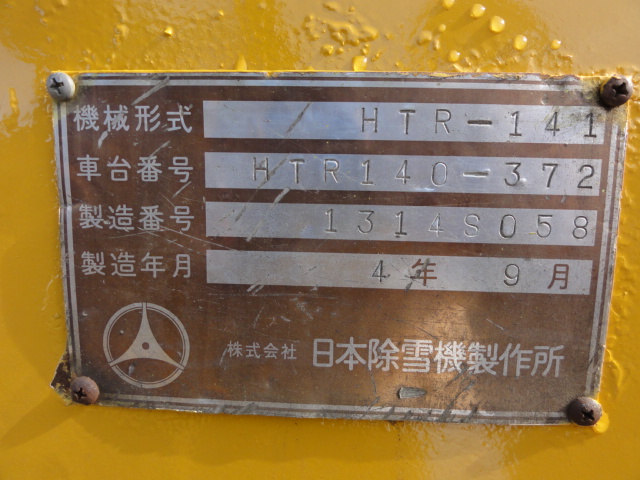 機械形式 HTR-141
車台番号 HTR140-372
製造番号 1314S058
製造年月 4年 9月
株式会社 日本除雪機製作所